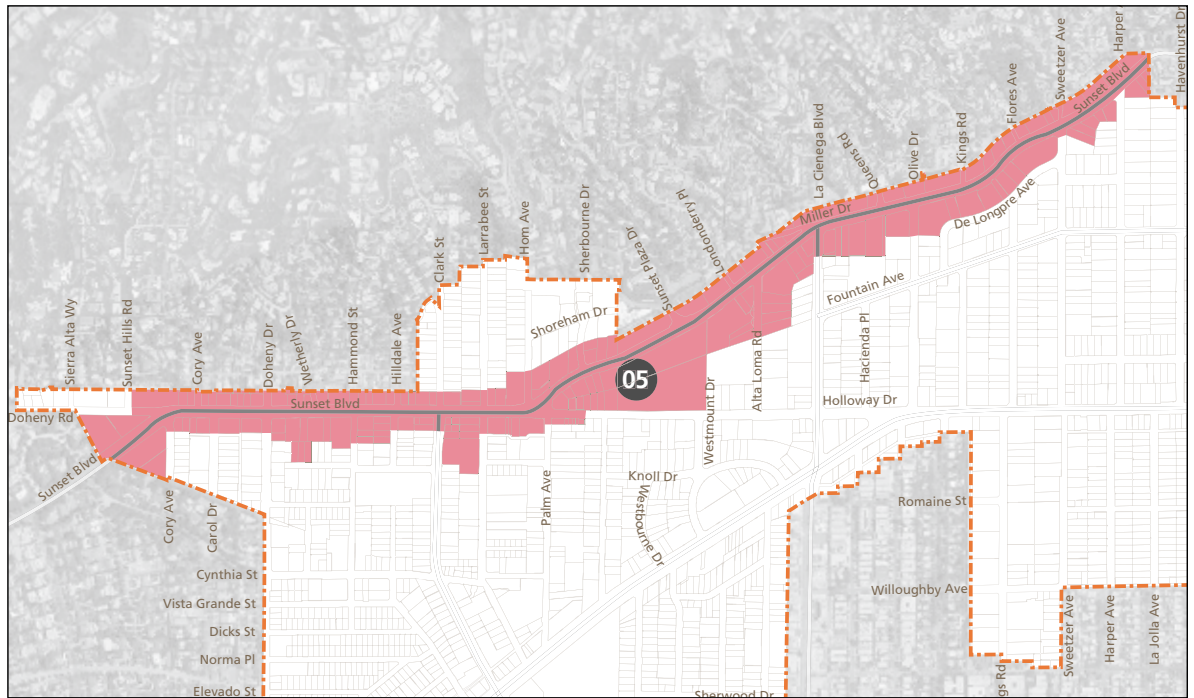 Harper
Havenhurst Dr
Sweetzer Ave
Flores Ave
Sunset Blvd
La Cienega Blvd
Queens Rd
Olive Dr
Kings Rd
Larrabee St
Horn Ave
Sherbourne Dr
Londonderry Pl
Miller Dr
De Longpre Ave
Clark St
Sunset Plaza Dr
Fountain Ave
Shoreham Dr
Sierra Alta Wy
Sunset Hills Rd
Cory Ave
Doheny Dr
Wetherly Dr
Hammond St
Hilldale Ave
Alta Loma Rd
Hacienda Pl
05
Sunset Blvd
Doheny Rd
Westmount Dr
Holloway Dr
Sunset Blvd
Knoll Dr
Cory Ave
Carol Dr
Palm Ave
Westbourne Dr
Romaine St
Cynthia St
Willoughby Ave
Vista Grande St
Dicks St
Sweetzer Ave
Harper Ave
La Jolla Ave
Norma Pl
gs Rd
Elevado St
Sherwood Dr